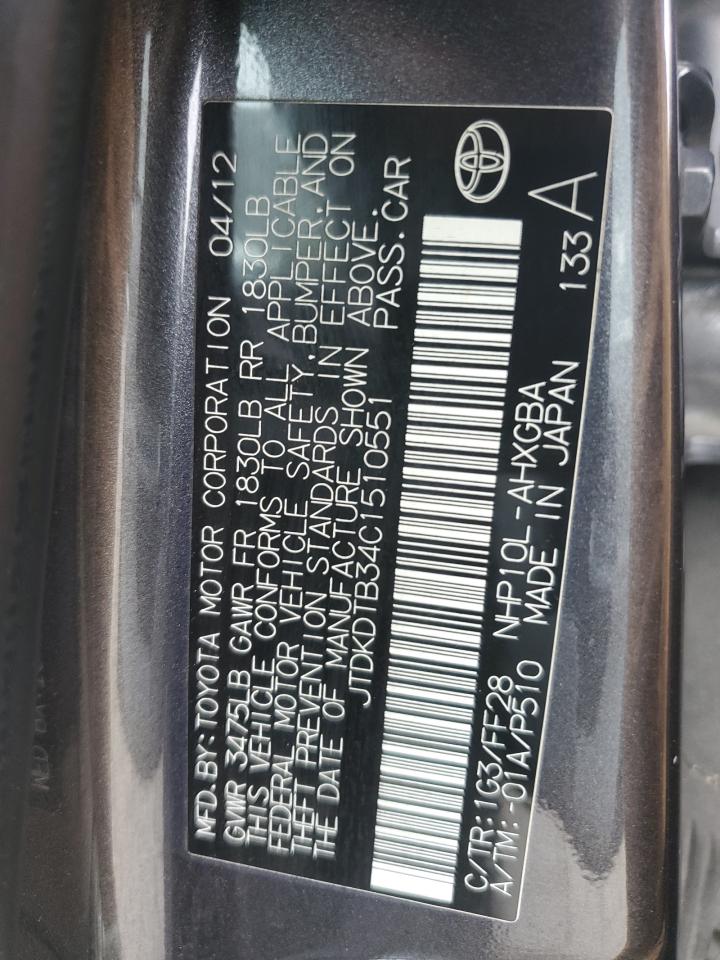 MFD.BY:TOYOTA MOTOR CORPORATION 04/12
GVWR 3475LB GAWR FR 1830LB RR 1830LB
THIS VEHICLE CONFORMS TO ALL APPLICABLE
FEDERAL MOTOR VEHICLE SAFETY,BUMPER,AND
THEFT PREVENTION STANDARDS IN EFFECT ON
THE DATE OF MANUFACTURE SHOWN ABOVE.
JTDKDTB34C1510551 PASS.CAR
C/TR:1G3/FF28 NHP10L-AHXGBA 133 A
A/TM:-01A/P510 MADE IN JAPAN